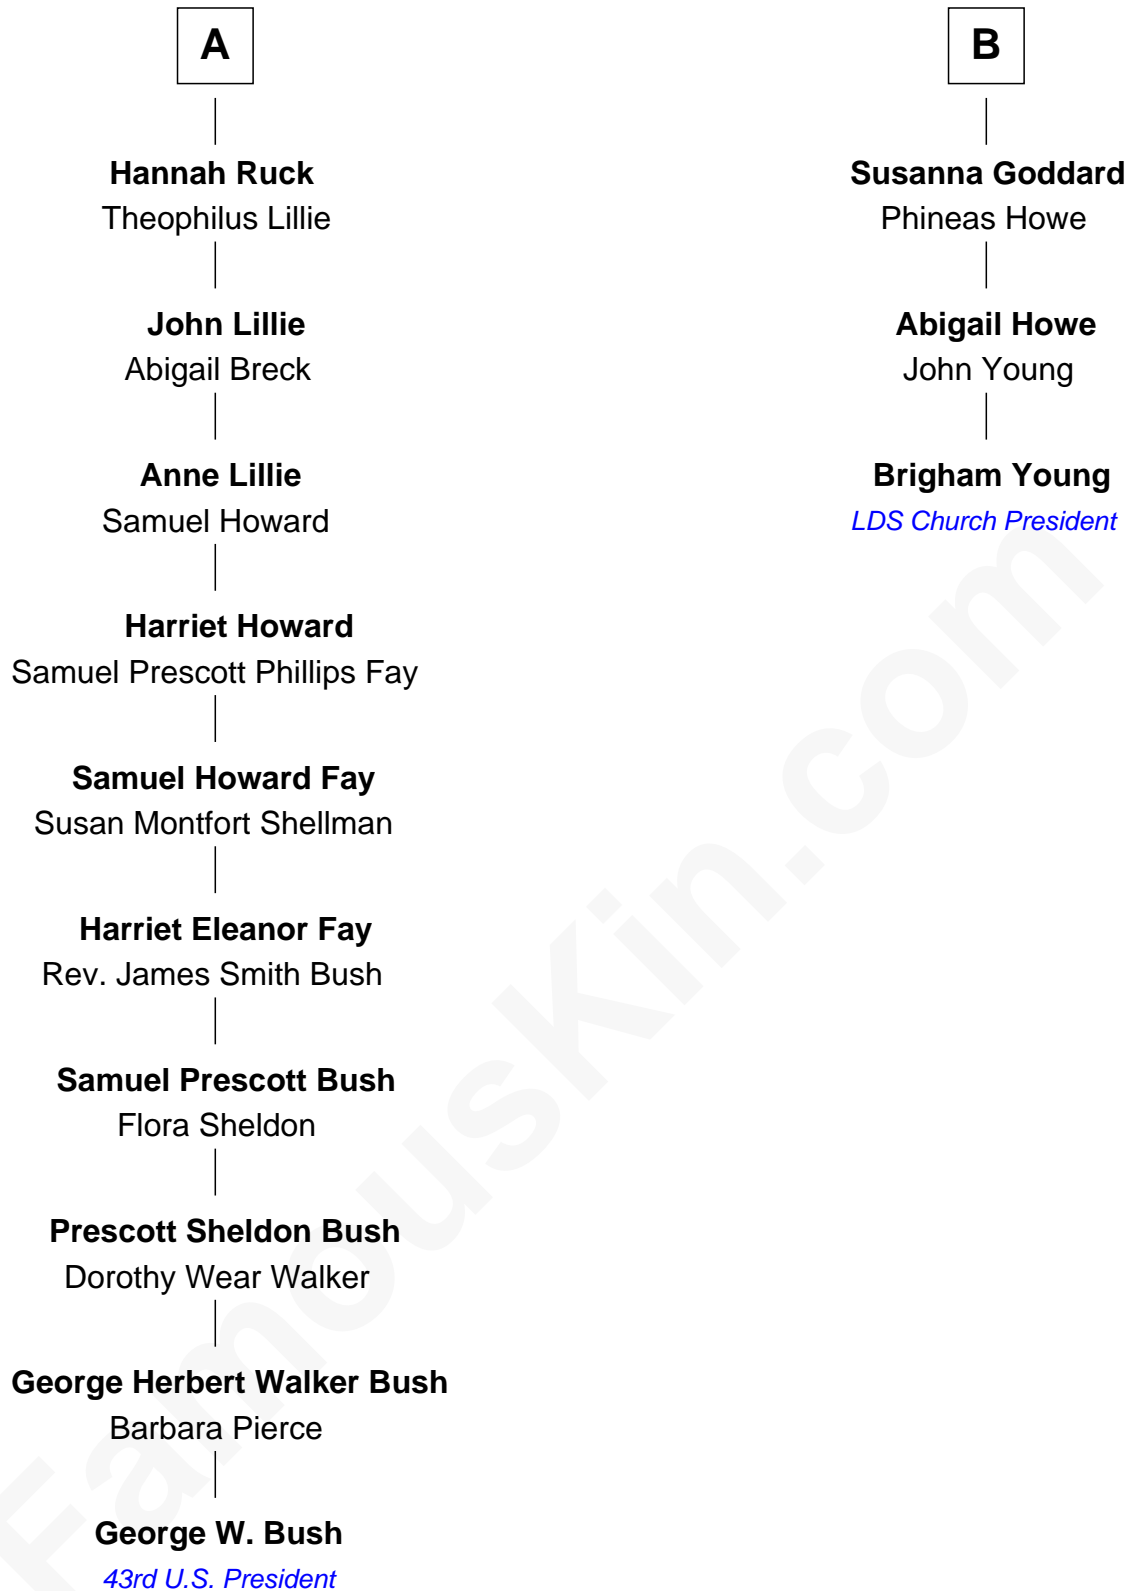 A
Hannah Ruck
Theophilus Lillie
John Lillie
Abigail Breck
Anne Lillie
Samuel Howard
Harriet Howard
Samuel Prescott Phillips Fay
Samuel Howard Fay
Susan Montfort Shellman
Harriet Eleanor Fay
Rev. James Smith Bush
Samuel Prescott Bush
Flora Sheldon
Prescott Sheldon Bush
Dorothy Wear Walker
George Herbert Walker Bush
Barbara Pierce
George W. Bush
43rd U.S. President
B
Susanna Goddard
Phineas Howe
Abigail Howe
John Young
Brigham Young
LDS Church President
FamousKin.com